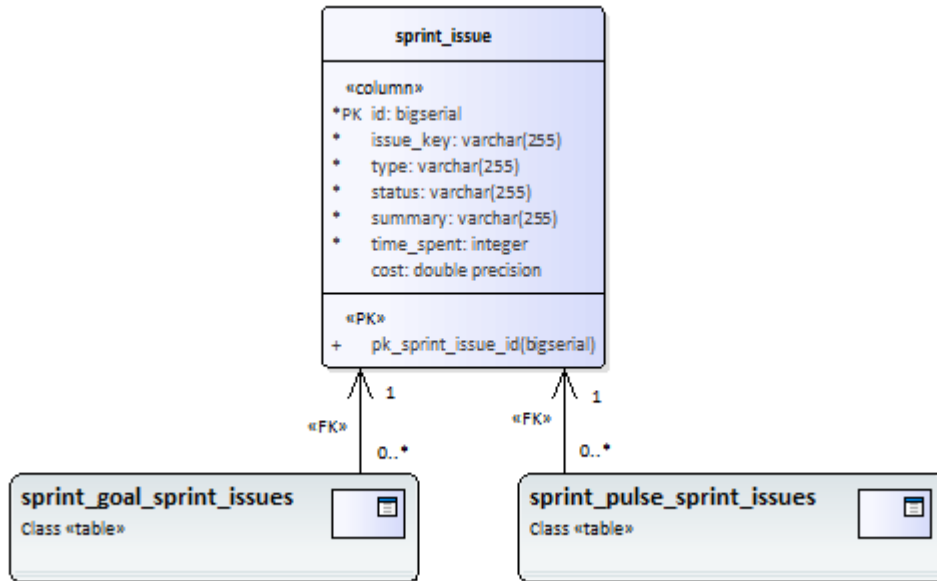 sprint_issue
«column»
*PK id: bigserial
* issue_key: varchar(255)
* type: varchar(255)
* status: varchar(255)
* summary: varchar(255)
* time_spent: integer
cost: double precision
«PK»
+ pk_sprint_issue_id(bigserial)
1
1
«FK»
«FK»
0..*
0..*
sprint_goal_sprint_issues
Class «table»
sprint_pulse_sprint_issues
Class «table»